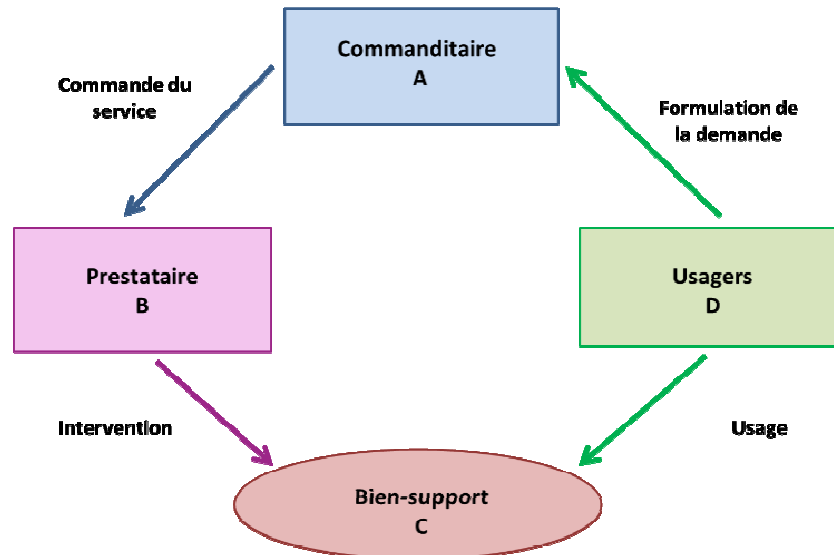 Commanditaire
A
Commande du
service
Formulation de
la demande
Prestataire
B
Usagers
D
Intervention
Usage
Bien-support
C